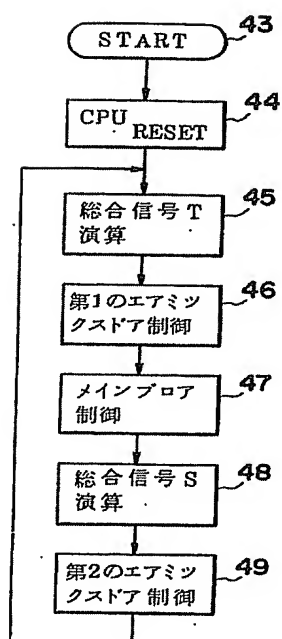 START
43
CPU
RESET
44
総合信号T
演算
45
第1のエアミッ
クスドア制御
46
メインブロア
制御
47
総合信号S
演算
48
第2のエアミッ
クスドア制御
49